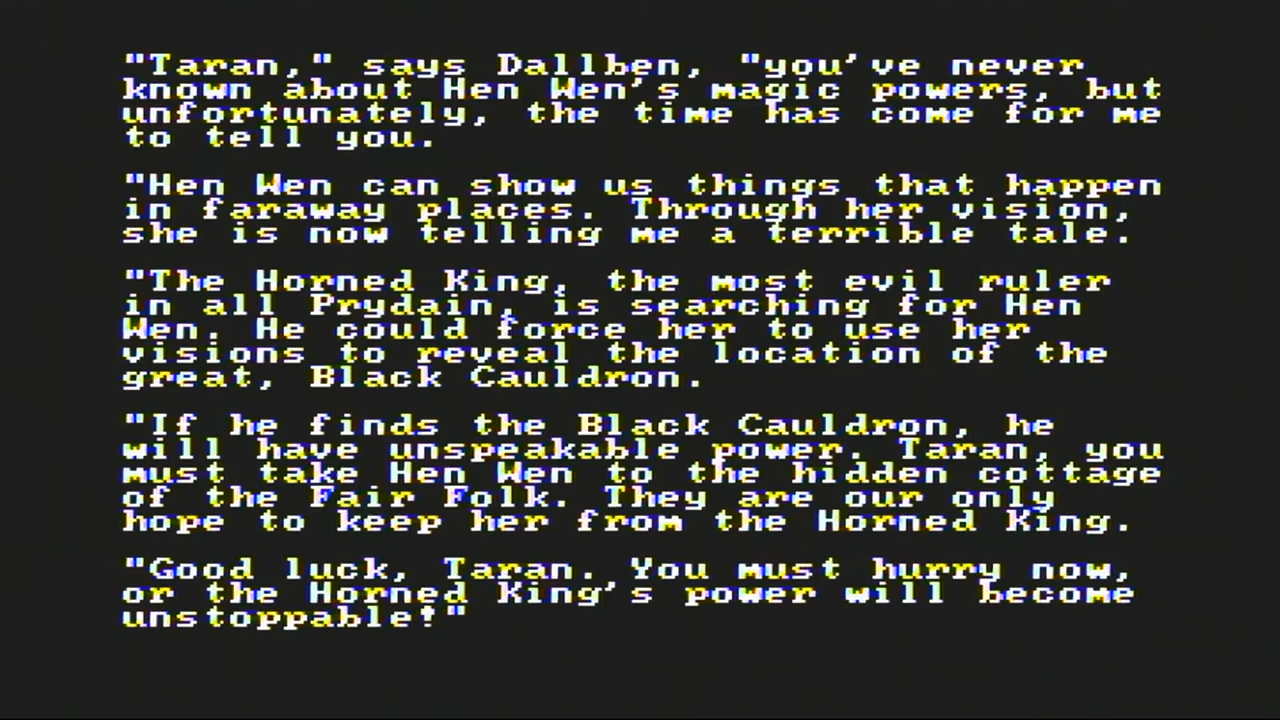 "Taran," says Dallben, "you've never
known about Hen Wen's magic powers, but
unfortunately, the time has come for me
to tell you.
"Hen Wen can show us things that happen
in faraway places. Through her vision,
she is now telling me a terrible tale.
"The Horned King, the most evil ruler
in all Prydain, is searching for Hen
Wen. He could force her to use her
visions to reveal the location of the
great, Black Cauldron.
"If he finds the Black Cauldron, he
will have unspeakable power. Taran, you
must take Hen Wen to the hidden cottage
of the Fair Folk. They are our only
hope to keep her from the Horned King.
"Good luck, Taran. You must hurry now,
or the Horned King's power will become
unstoppable!"